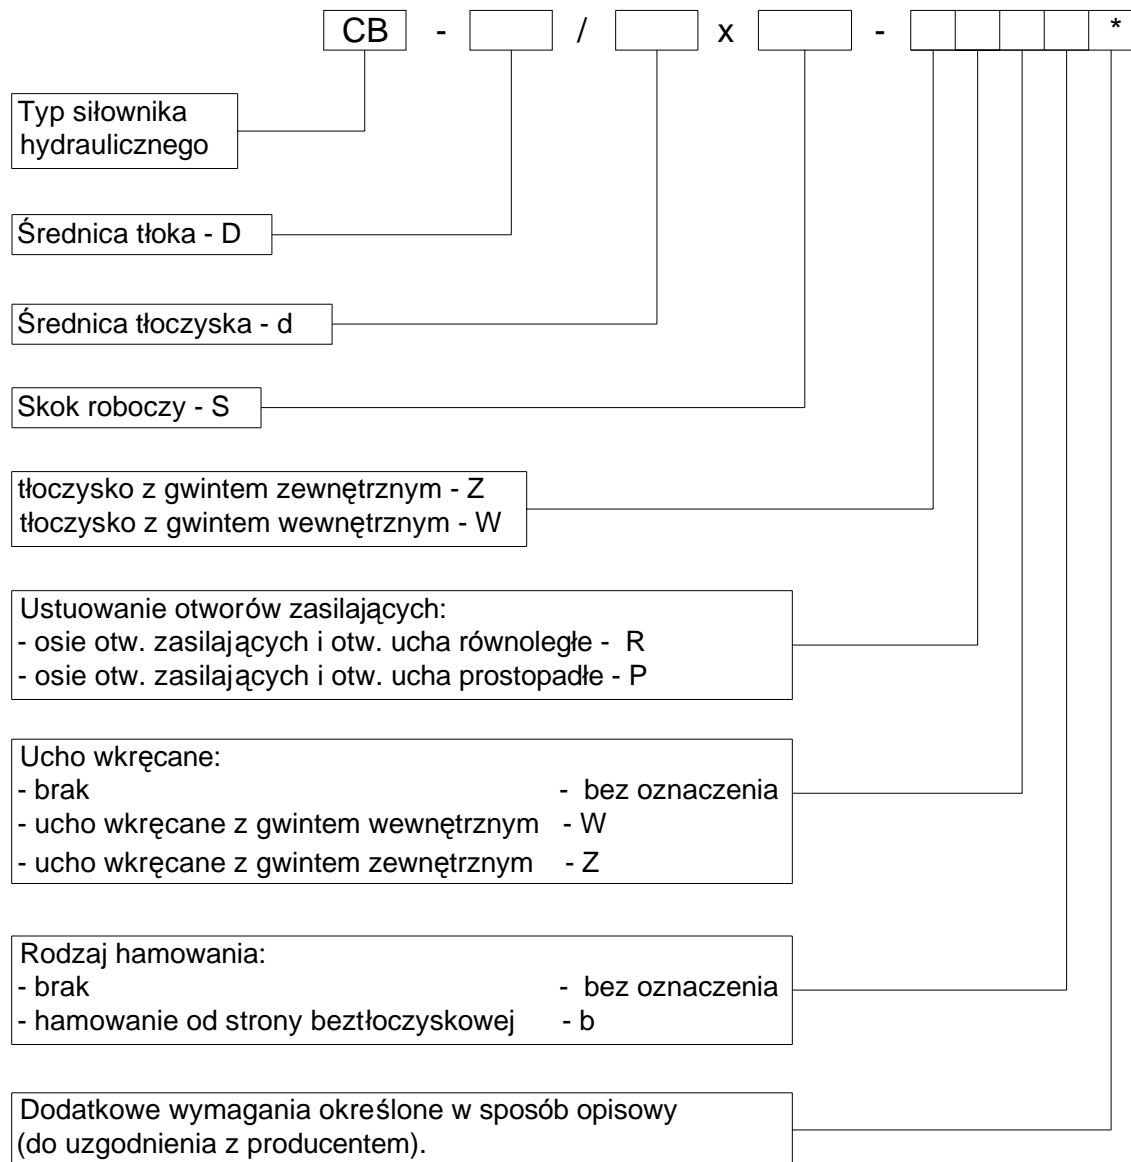 CB - / x - *
Typ siłownika
hydraulicznego
Średnica tłoka - D
Średnica tłoczyska - d
Skok roboczy - S
tłoczysko z gwintem zewnętrznym - Z
tłoczysko z gwintem wewnętrznym - W
Ustuowanie otworów zasilających:
- osie otw. zasilających i otw. ucha równoległe - R
- osie otw. zasilających i otw. ucha prostopadłe - P
Ucho wkręcane:
- brak - bez oznaczenia
- ucho wkręcane z gwintem wewnętrznym - W
- ucho wkręcane z gwintem zewnętrznym - Z
Rodzaj hamowania:
- brak - bez oznaczenia
- hamowanie od strony beztłoczyskowej - b
Dodatkowe wymagania określone w sposób opisowy
(do uzgodnienia z producentem).